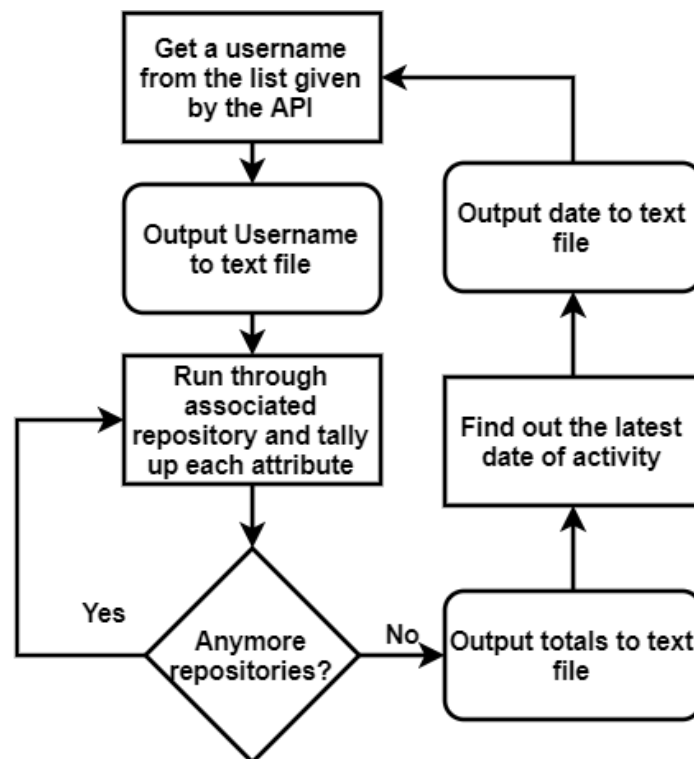 Get a username
from the list given
by the API
Output Username
to text file
Run through
associated
repository and tally
up each attribute
Anymore
repositories?
Yes
No
Output totals to text
file
Find out the latest
date of activity
Output date to text
file